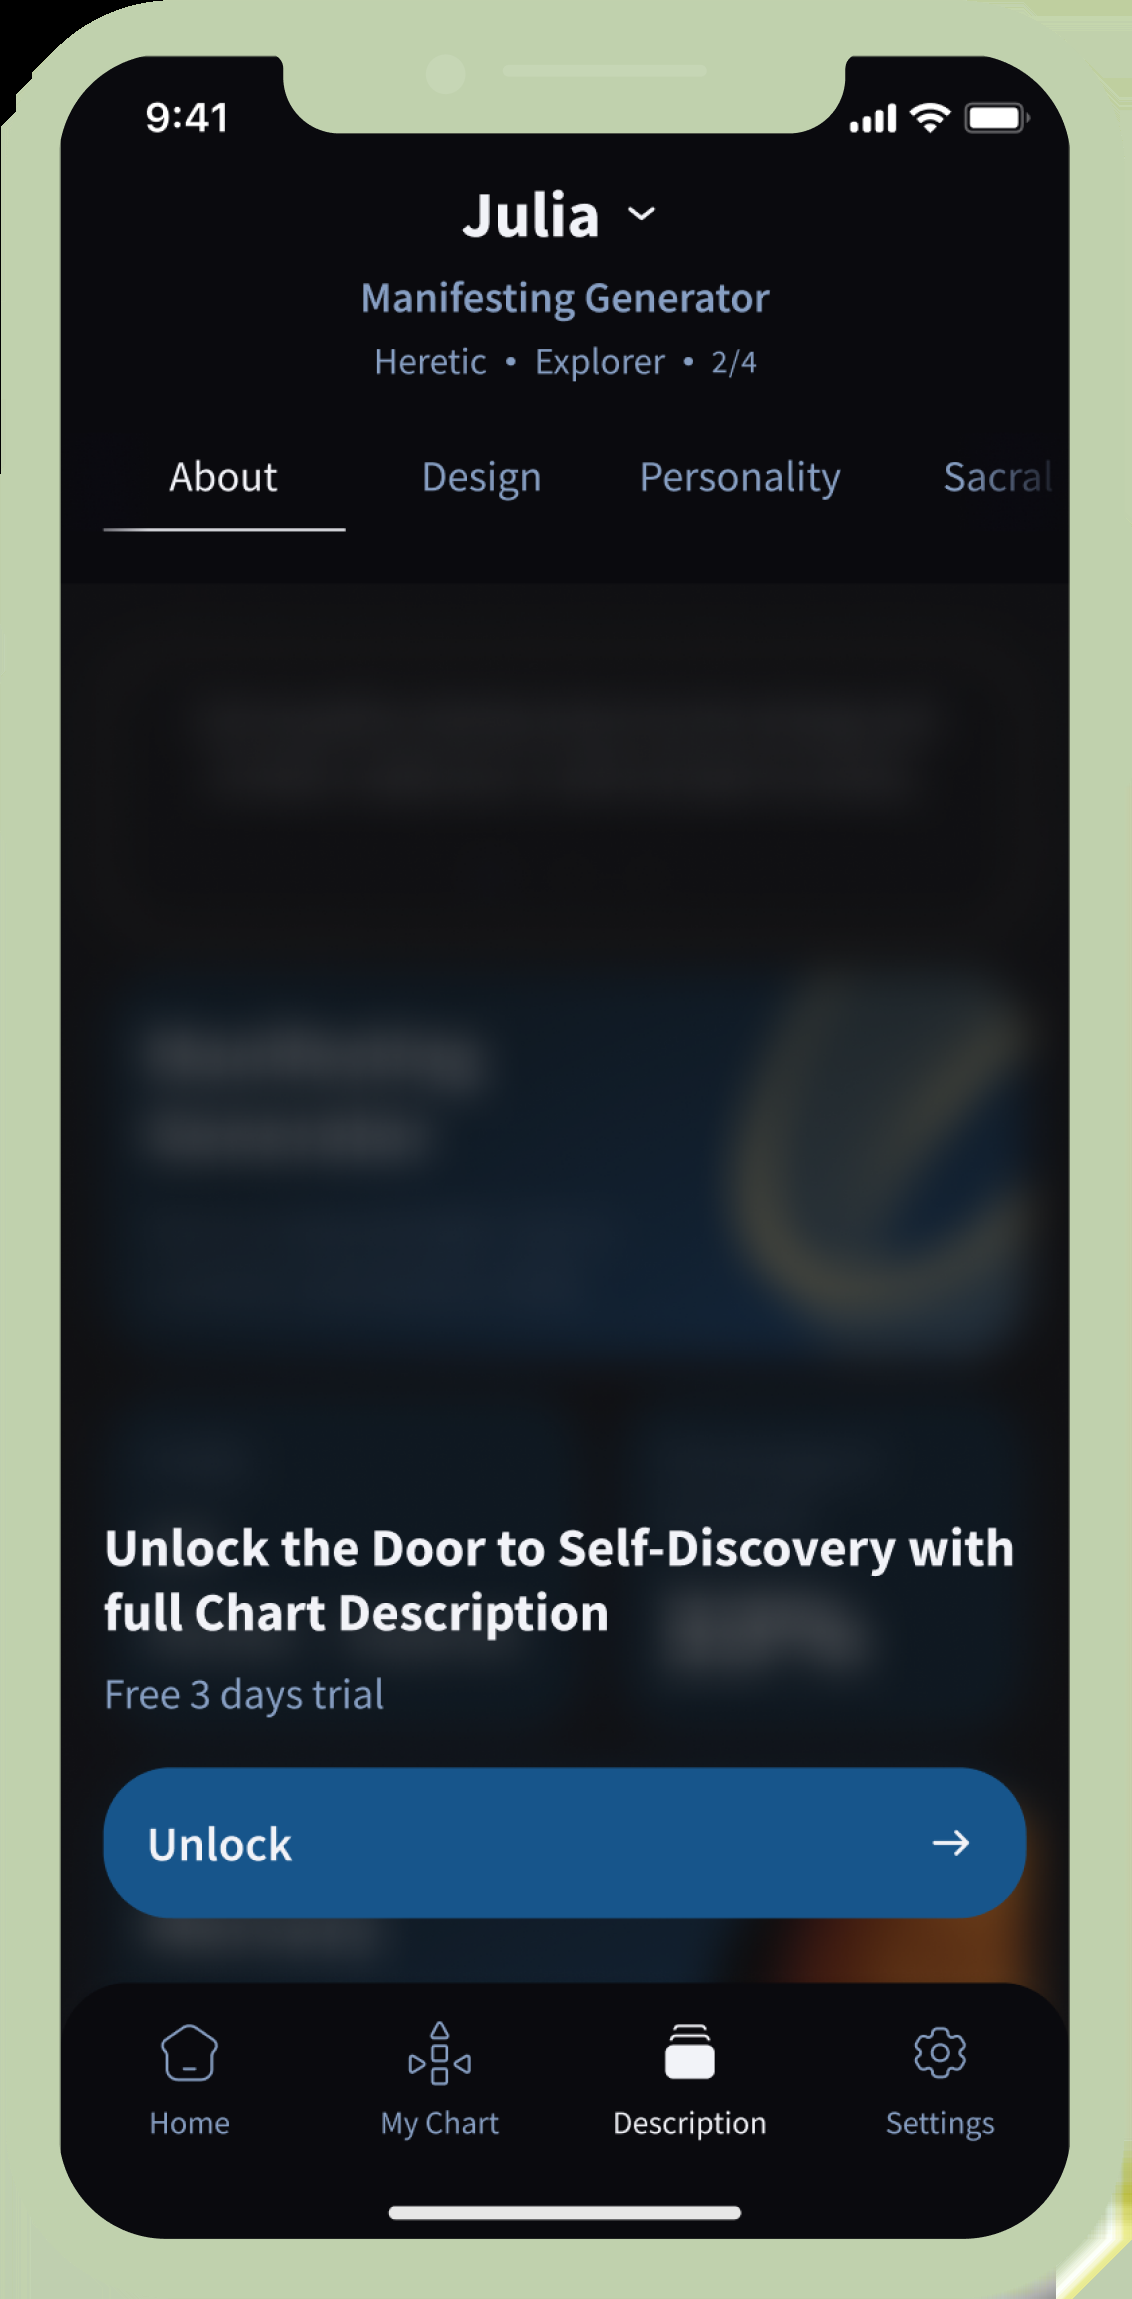 9:41
Julia
Manifesting Generator
Heretic • Explorer • 2/4
About Design Personality Sacral
Unlock the Door to Self-Discovery with
full Chart Description
Free 3 days trial
Unlock
Home My Chart Description Settings